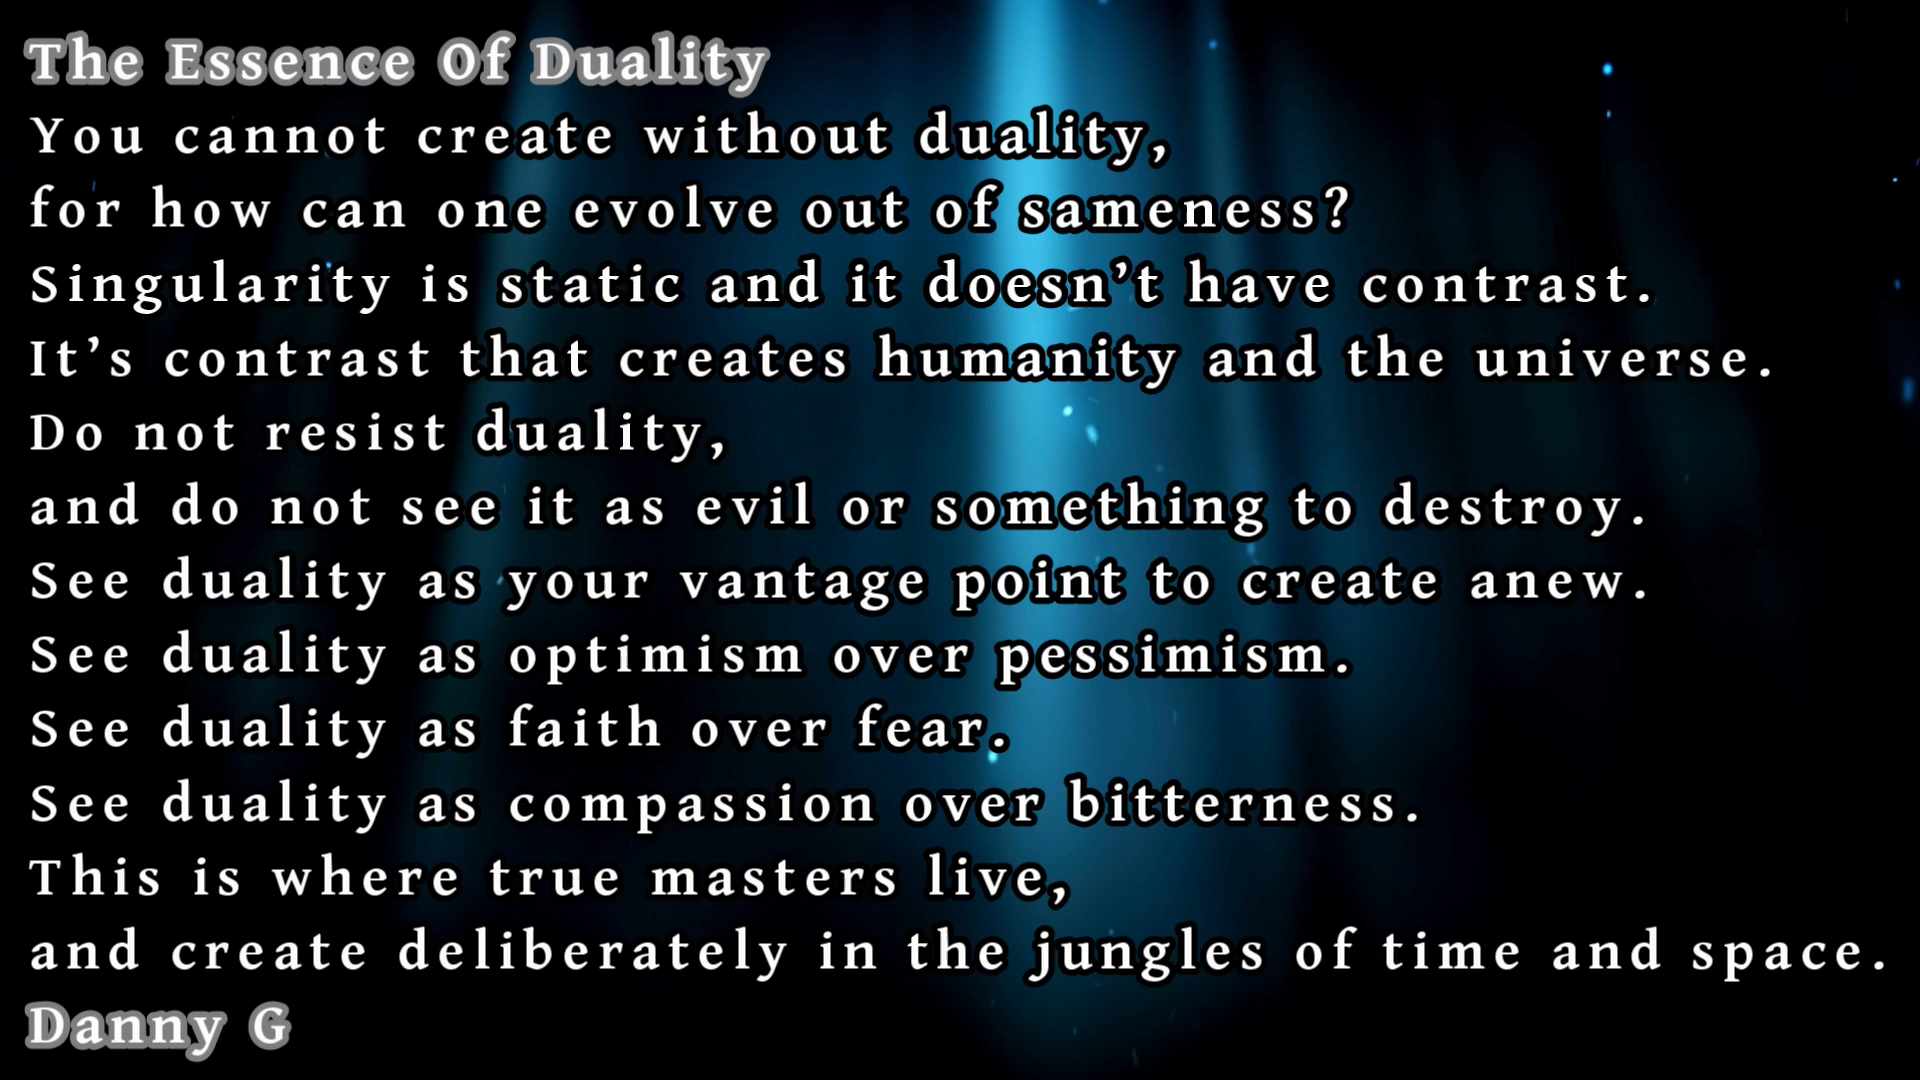 The Essence Of Duality
You cannot create without duality,
for how can one evolve out of sameness?
Singularity is static and it doesn’t have contrast.
It’s contrast that creates humanity and the universe.
Do not resist duality,
and do not see it as evil or something to destroy.
See duality as your vantage point to create anew.
See duality as optimism over pessimism.
See duality as faith over fear.
See duality as compassion over bitterness.
This is where true masters live,
and create deliberately in the jungles of time and space.
Danny G